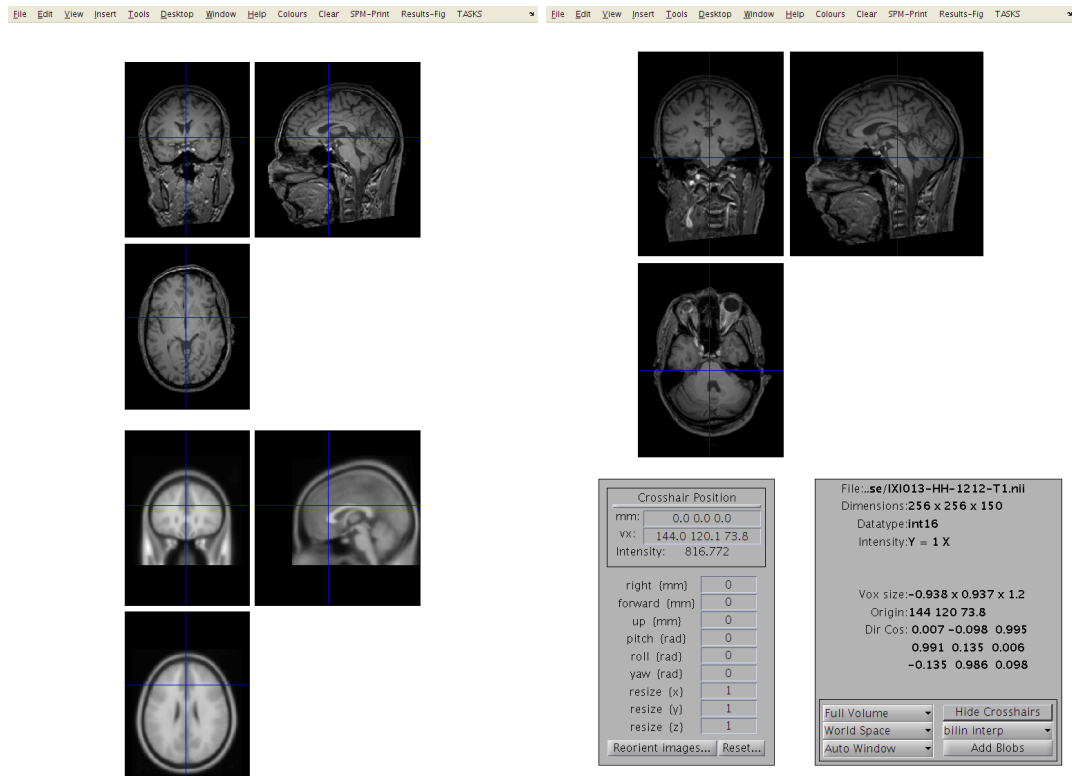 File Edit View Insert Tools Desktop Window Help Colours Clear SPM-Print Results-Fig TASKS
File Edit View Insert Tools Desktop Window Help Colours Clear SPM-Print Results-Fig TASKS
Crosshair Position
mm: 0.0 0.0 0.0
vx: 144.0 120.1 73.8
Intensity: 816.772
right {mm} 0
forward {mm} 0
up {mm} 0
pitch {rad} 0
roll {rad} 0
yaw {rad} 0
resize {x} 1
resize {y} 1
resize {z} 1
Reorient images... Reset...
File:..se/IXI013-HH-1212-T1.nii
Dimensions:256 x 256 x 150
Datatype:int16
Intensity:Y = 1 X
Vox size:-0.938 x 0.937 x 1.2
Origin:144 120 73.8
Dir Cos: 0.007 -0.098 0.995
0.991 0.135 0.006
-0.135 0.986 0.098
Full Volume Hide Crosshairs
World Space bilin interp
Auto Window Add Blobs